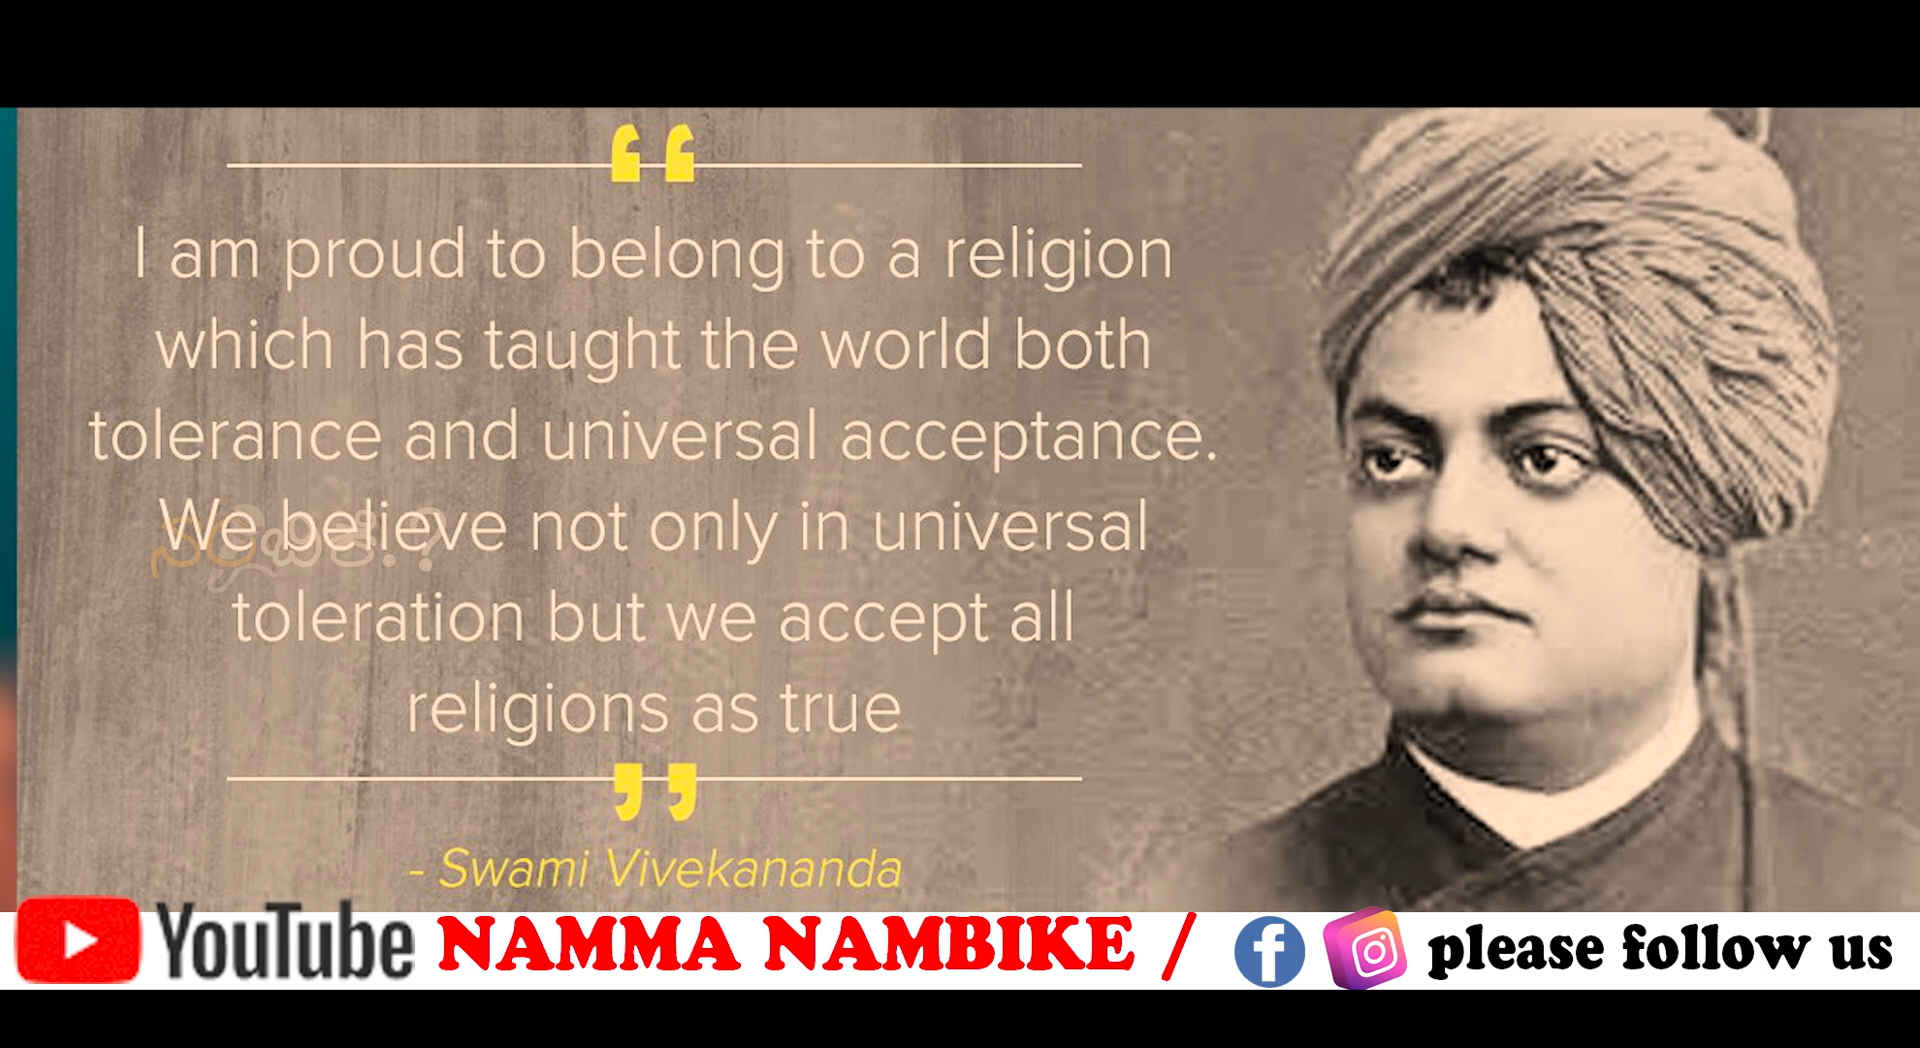 I am proud to belong to a religion
which has taught the world both
tolerance and universal acceptance.
We believe not only in universal
toleration but we accept all
religions as true
- Swami Vivekananda
YouTube NAMMA NAMBIKE / please follow us